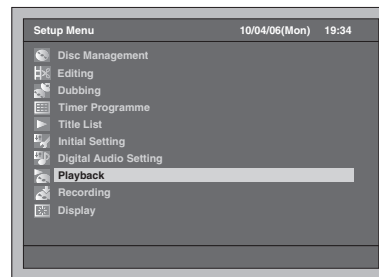 Setup Menu 10/04/06(Mon) 19:34
Disc Management
Editing
Dubbing
Timer Programme
Title List
Initial Setting
Digital Audio Setting
Playback
Recording
Display